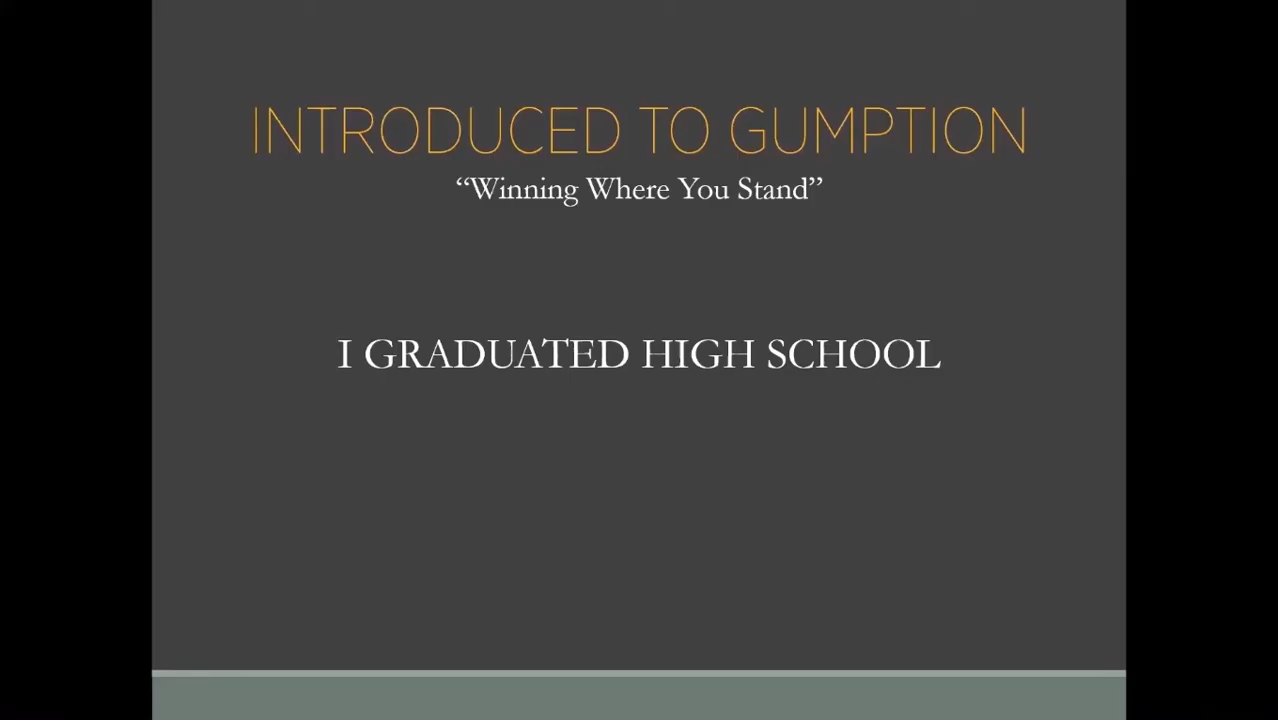 INTRODUCED TO GUMPTION
“Winning Where You Stand”
I GRADUATED HIGH SCHOOL